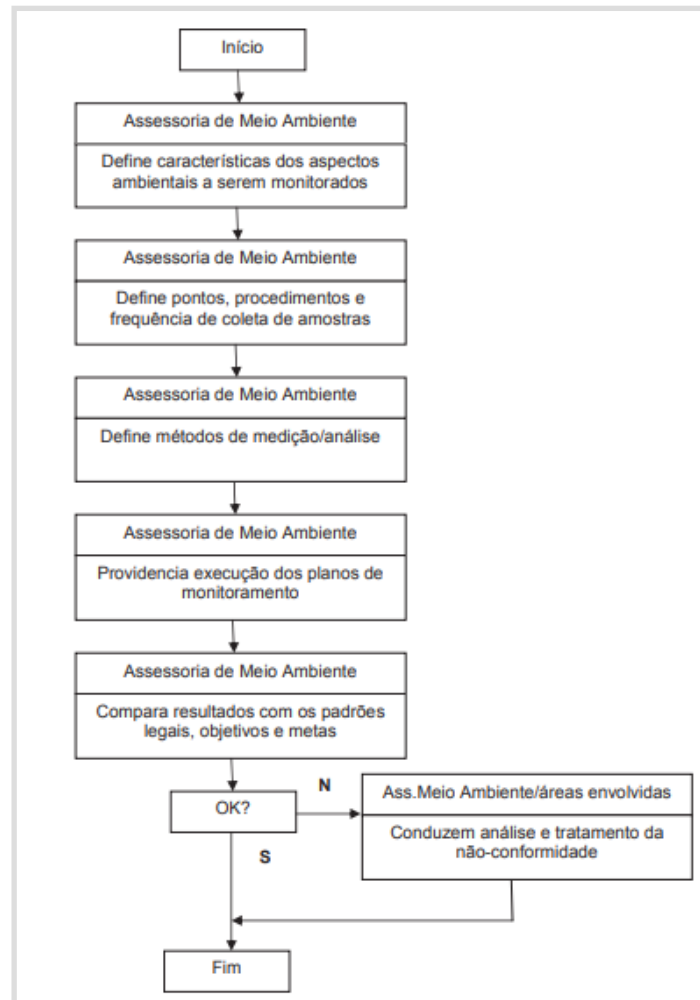 Início
Assessoria de Meio Ambiente
Define características dos aspectos
ambientais a serem monitorados
Assessoria de Meio Ambiente
Define pontos, procedimentos e
frequência de coleta de amostras
Assessoria de Meio Ambiente
Define métodos de medição/análise
Assessoria de Meio Ambiente
Providencia execução dos planos de
monitoramento
Assessoria de Meio Ambiente
Compara resultados com os padrões
legais, objetivos e metas
OK?
N
Ass.Meio Ambiente/áreas envolvidas
Conduzem análise e tratamento da
não-conformidade
S
Fim